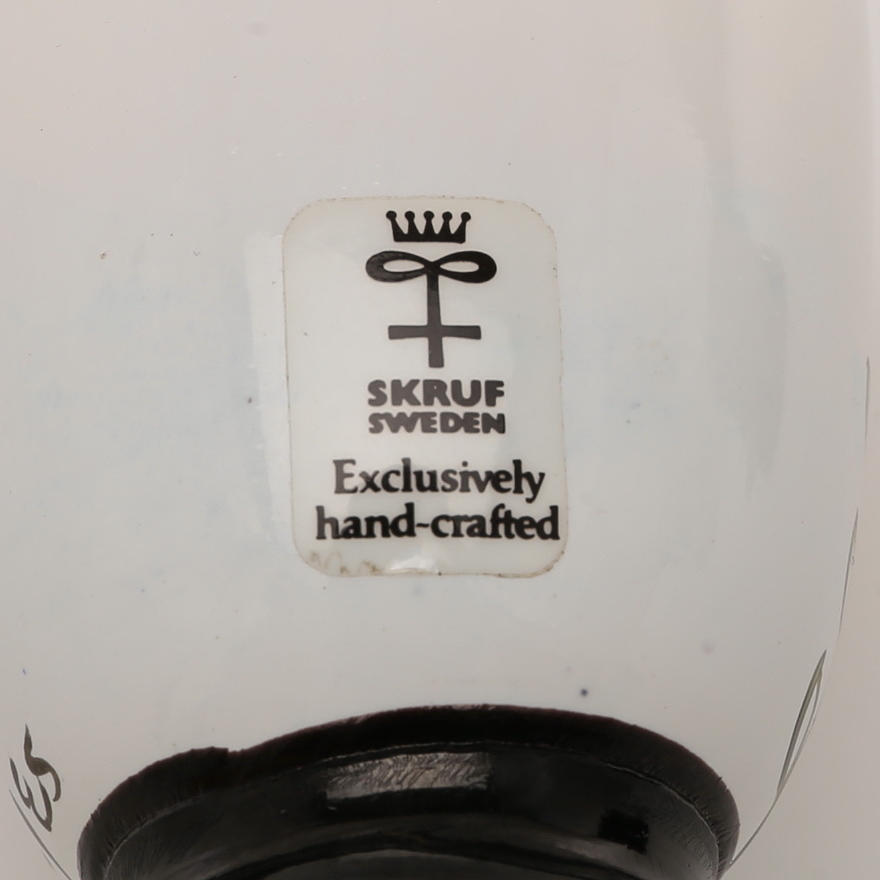 SKRUF
SWEDEN
Exclusively
hand-crafted